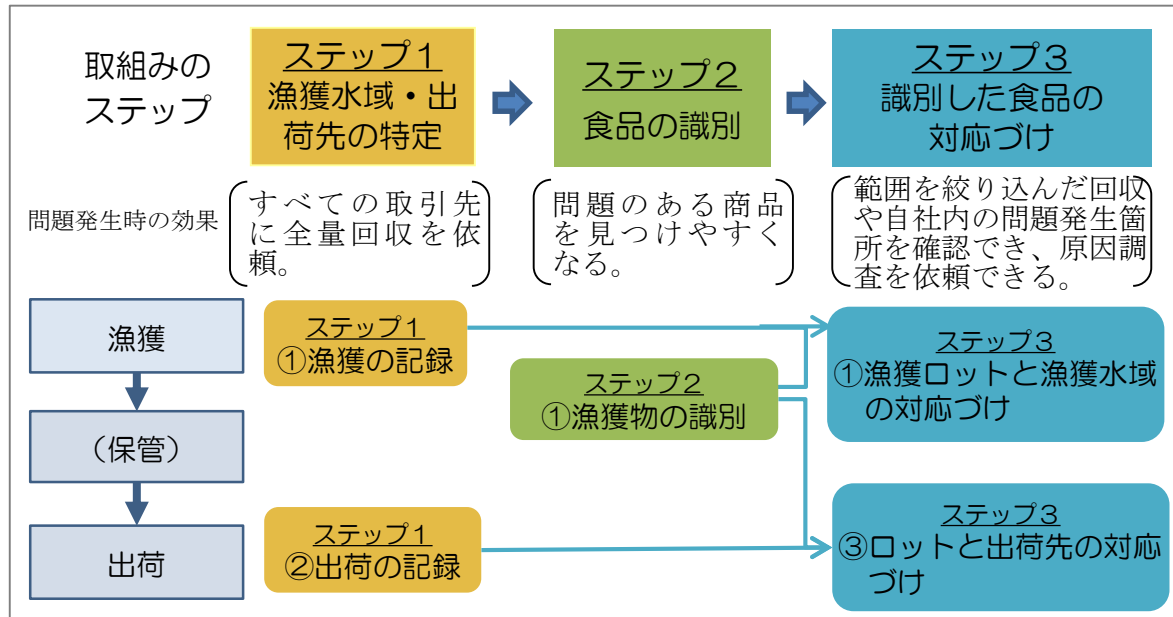 取組みの
ステップ
ステップ１
漁獲水域・出
荷先の特定
ステップ２
食品の識別
ステップ３
識別した食品の
対応づけ
問題発生時の効果
すべての取引先
に全量回収を依
頼。
問題のある商品
を見つけやすく
なる。
範囲を絞り込んだ回収
や自社内の問題発生箇
所を確認でき、原因調
査を依頼できる。
漁獲
ステップ１
①漁獲の記録
ステップ２
①漁獲物の識別
ステップ３
①漁獲ロットと漁獲水域
の対応づけ
（保管）
出荷
ステップ１
②出荷の記録
ステップ３
③ロットと出荷先の対応
づけ